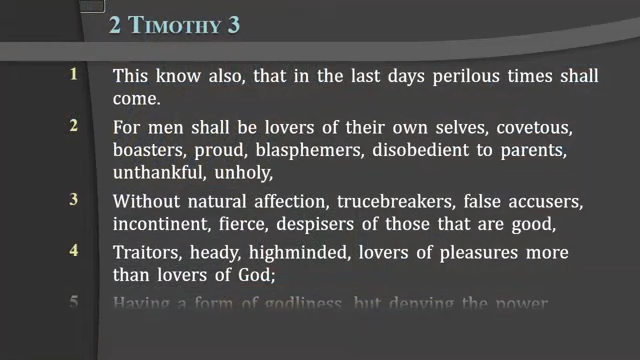 2 Timothy 3
1 This know also, that in the last days perilous times shall
come.
2 For men shall be lovers of their own selves, covetous,
boasters, proud, blasphemers, disobedient to parents,
unthankful, unholy,
3 Without natural affection, trucebreakers, false accusers,
incontinent, fierce, despisers of those that are good,
4 Traitors, heady, highminded, lovers of pleasures more
than lovers of God;
5 Having a form of godliness, but denying the power